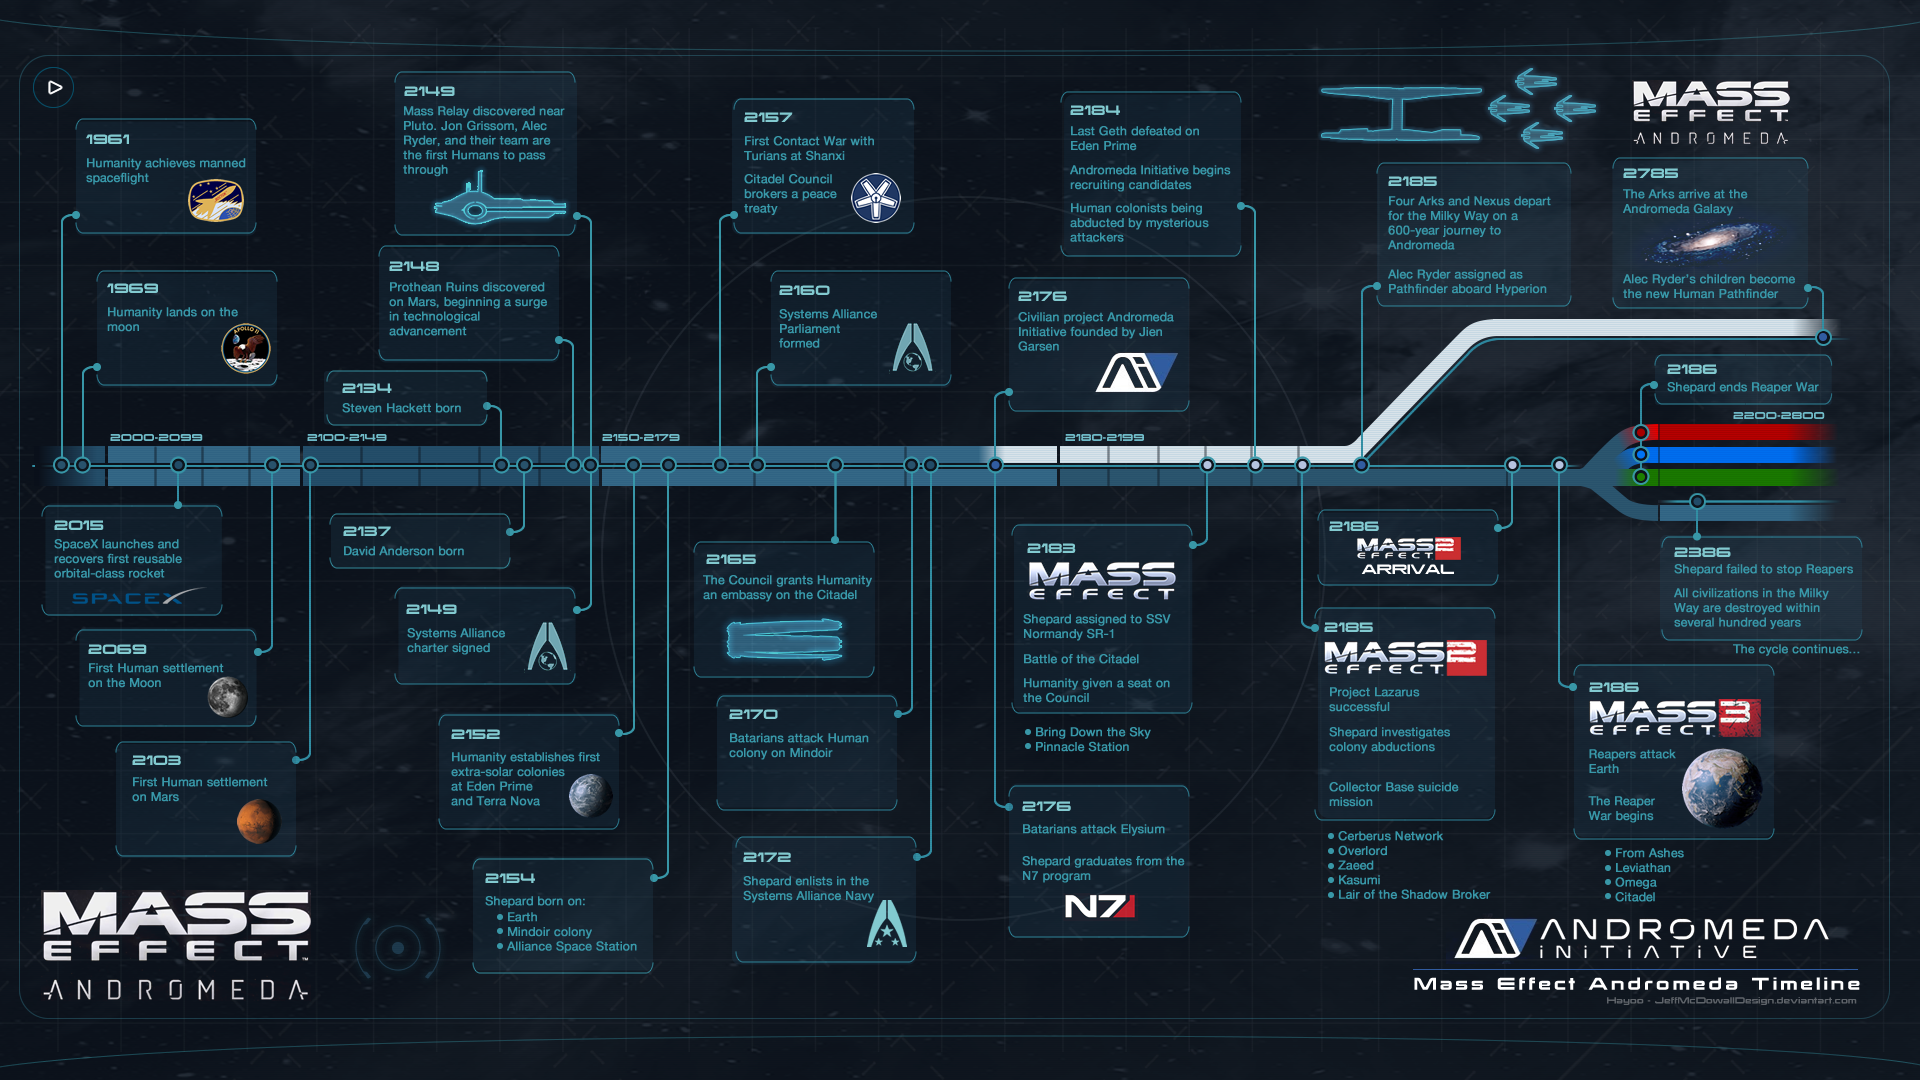 1961
Humanity achieves manned
spaceflight
1969
Humanity lands on the
moon
APOLLO 11
2149
Mass Relay discovered near
Pluto. Jon Grissom, Alec
Ryder, and their team are
the first Humans to pass
through
2148
Prothean Ruins discovered
on Mars, beginning a surge
in technological
advancement
2134
Steven Hackett born
2157
First Contact War with
Turians at Shanxi
Citadel Council
brokers a peace
treaty
2160
Systems Alliance
Parliament
formed
2184
Last Geth defeated on
Eden Prime
Andromeda Initiative begins
recruiting candidates
Human colonists being
abducted by mysterious
attackers
2176
Civilian project Andromeda
Initiative founded by Jien
Garsen
Ai
MASS
EFFECT
ANDROMEDA
2185
Four Arks and Nexus depart
for the Milky Way on a
600-year journey to
Andromeda
Alec Ryder assigned as
Pathfinder aboard Hyperion
2785
The Arks arrive at the
Andromeda Galaxy
Alec Ryder's children become
the new Human Pathfinder
2186
Shepard ends Reaper War
2200-2800
2000-2099
2100-2149
2150-2179
2180-2199
2015
SpaceX launches and
recovers first reusable
orbital-class rocket
SPACEX
2069
First Human settlement
on the Moon
2103
First Human settlement
on Mars
2137
David Anderson born
2149
Systems Alliance
charter signed
2152
Humanity establishes first
extra-solar colonies
at Eden Prime
and Terra Nova
2154
Shepard born on:
• Earth
• Mindoir colony
• Alliance Space Station
2165
The Council grants Humanity
an embassy on the Citadel
2170
Batarians attack Human
colony on Mindoir
2172
Shepard enlists in the
Systems Alliance Navy
2183
MASS
EFFECT
Shepard assigned to SSV
Normandy SR-1
Battle of the Citadel
Humanity given a seat on
the Council
• Bring Down the Sky
• Pinnacle Station
2176
Batarians attack Elysium
Shepard graduates from the
N7 program
N7
2186
MASS 2
EFFECT
ARRIVAL
2185
MASS 2
EFFECT
Project Lazarus
successful
Shepard investigates
colony abductions
Collector Base suicide
mission
• Cerberus Network
• Overlord
• Zaeed
• Kasumi
• Lair of the Shadow Broker
2386
Shepard failed to stop Reapers
All civilizations in the Milky
Way are destroyed within
several hundred years
The cycle continues...
2186
MASS 3
EFFECT
Reapers attack
Earth
The Reaper
War begins
• From Ashes
• Leviathan
• Omega
• Citadel
MASS
EFFECT™
ANDROMEDA
Ai ANDROMEDA
INITIATIVE
Mass Effect Andromeda Timeline
Hayoo - JeffMcDowallDesign.deviantart.com